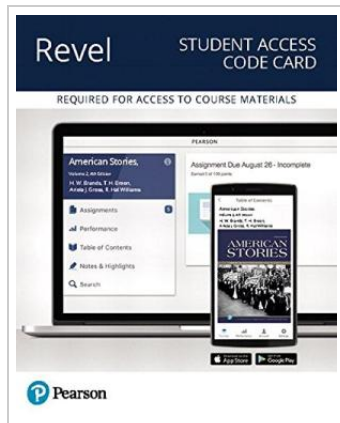 Revel
STUDENT ACCESS
CODE CARD
REQUIRED FOR ACCESS TO COURSE MATERIALS
PEARSON
American Stories,
Volume 2, 4th Edition
H. W. Brands, T. H. Breen,
Ariela J. Gross, R. Hal Williams
Assignments
Performance
Table of Contents
Notes & Highlights
Search
Assignment Due August 26 - Incomplete
Table of Contents
American Stories,
AMERICAN
STORIES
App Store
Google Play
Pearson